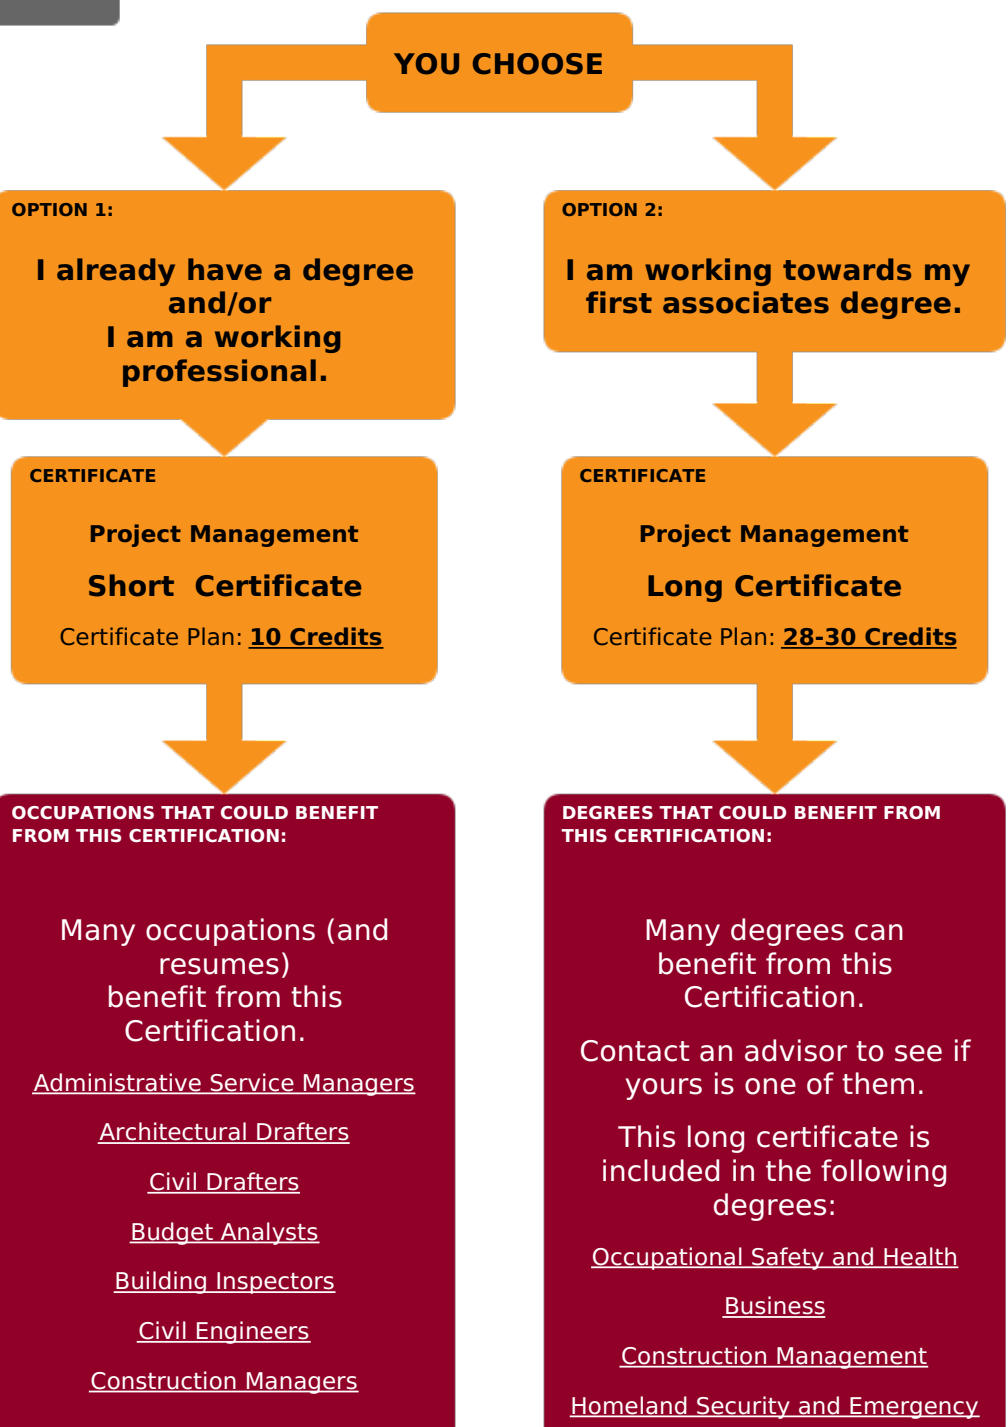 YOU CHOOSE
OPTION 1:
I already have a degree
and/or
I am a working
professional.
CERTIFICATE
Project Management
Short  Certificate
Certificate Plan: 10 Credits
OCCUPATIONS THAT COULD BENEFIT
FROM THIS CERTIFICATION:
Many occupations (and
resumes)
benefit from this
Certification.
Administrative Service Managers
Architectural Drafters
Civil Drafters
Budget Analysts
Building Inspectors
Civil Engineers
Construction Managers
OPTION 2:
I am working towards my
first associates degree.
CERTIFICATE
Project Management
Long Certificate
Certificate Plan: 28-30 Credits
DEGREES THAT COULD BENEFIT FROM
THIS CERTIFICATION:
Many degrees can
benefit from this
Certification.
Contact an advisor to see if
yours is one of them.
This long certificate is
included in the following
degrees:
Occupational Safety and Health
Business
Construction Management
Homeland Security and Emergency